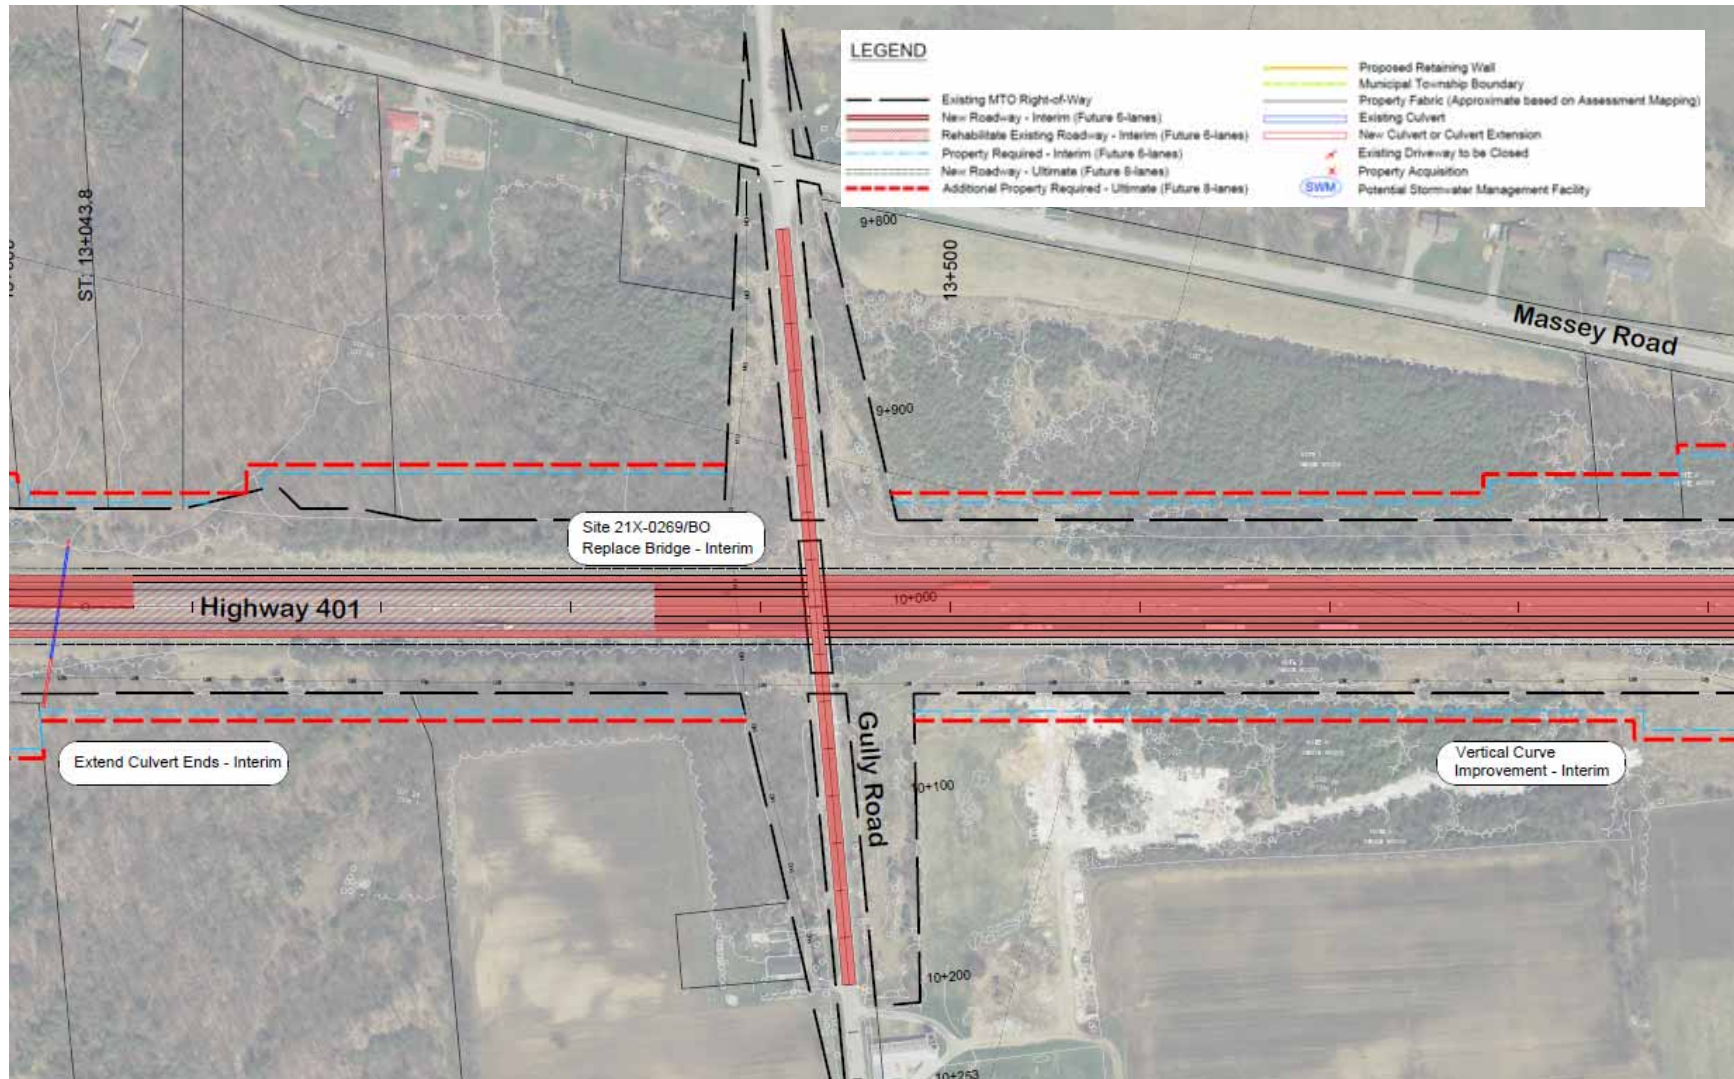 LEGEND
Existing MTO Right-of-Way
New Roadway - Interim (Future 6-lanes)
Rehabilitate Existing Roadway - Interim (Future 6-lanes)
Property Required - Interim (Future 6-lanes)
New Roadway - Ultimate (Future 8-lanes)
Additional Property Required - Ultimate (Future 8-lanes)
Proposed Retaining Wall
Municipal Township Boundary
Property Fabric (Approximate based on Assessment Mapping)
Existing Culvert
New Culvert or Culvert Extension
Existing Driveway to be Closed
Property Acquisition
SWM
Potential Stormwater Management Facility
ST: 13+043.8
9+800
13+500
Massey Road
9+900
Site 21X-0269/BO
Replace Bridge - Interim
Highway 401
10+000
Extend Culvert Ends - Interim
Gully Road
Vertical Curve
Improvement - Interim
10+100
10+200
10+253